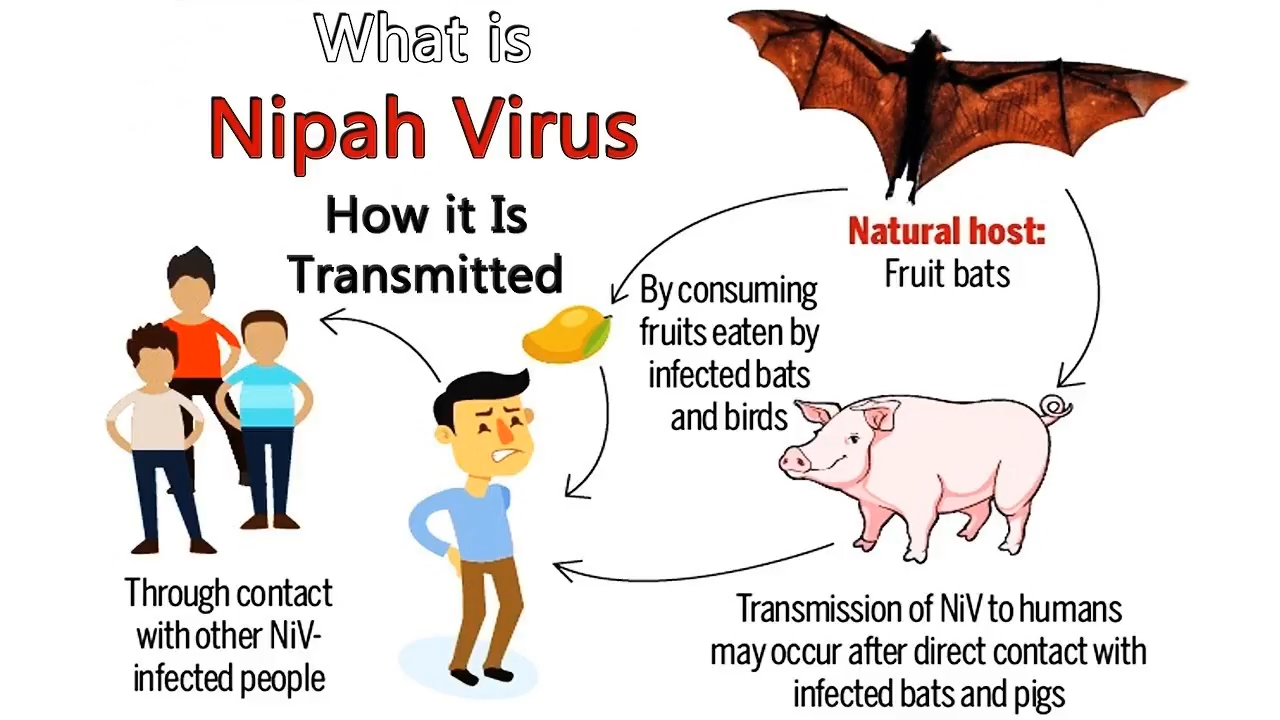 What is
Nipah Virus
How it Is
Transmitted
Natural host:
Fruit bats
By consuming
fruits eaten by
infected bats
and birds
Through contact
with other NiV-
infected people
Transmission of NiV to humans
may occur after direct contact with
infected bats and pigs